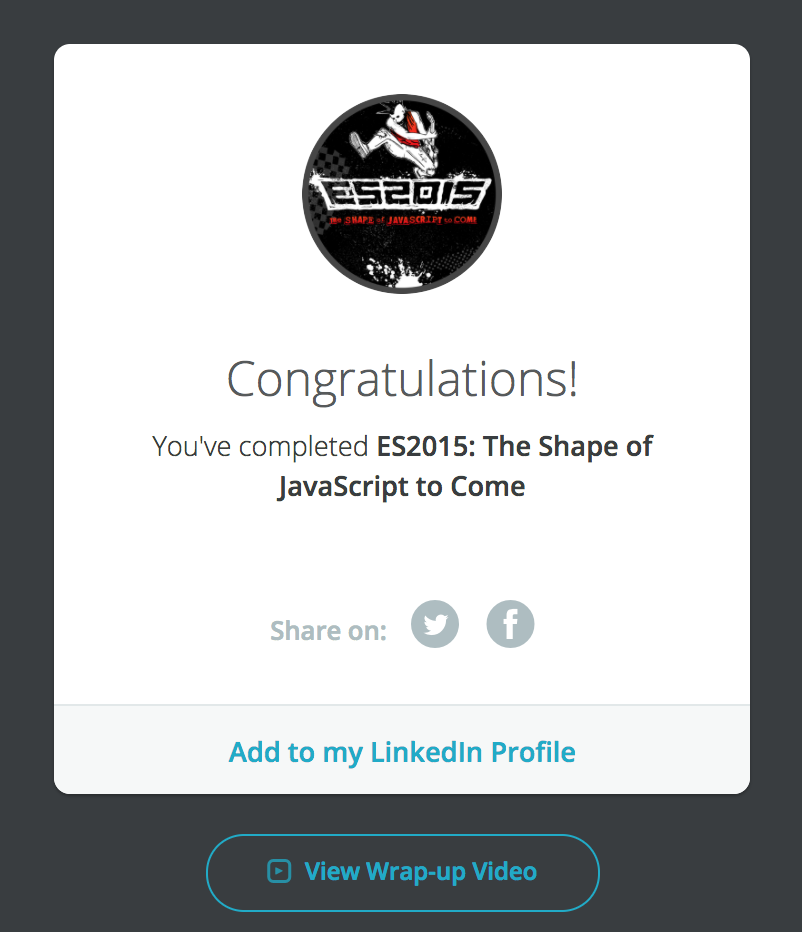 ES2015
THE SHAPE of JAVASCRIPT to COME
Congratulations!
You've completed ES2015: The Shape of
JavaScript to Come
Share on:
Add to my LinkedIn Profile
View Wrap-up Video